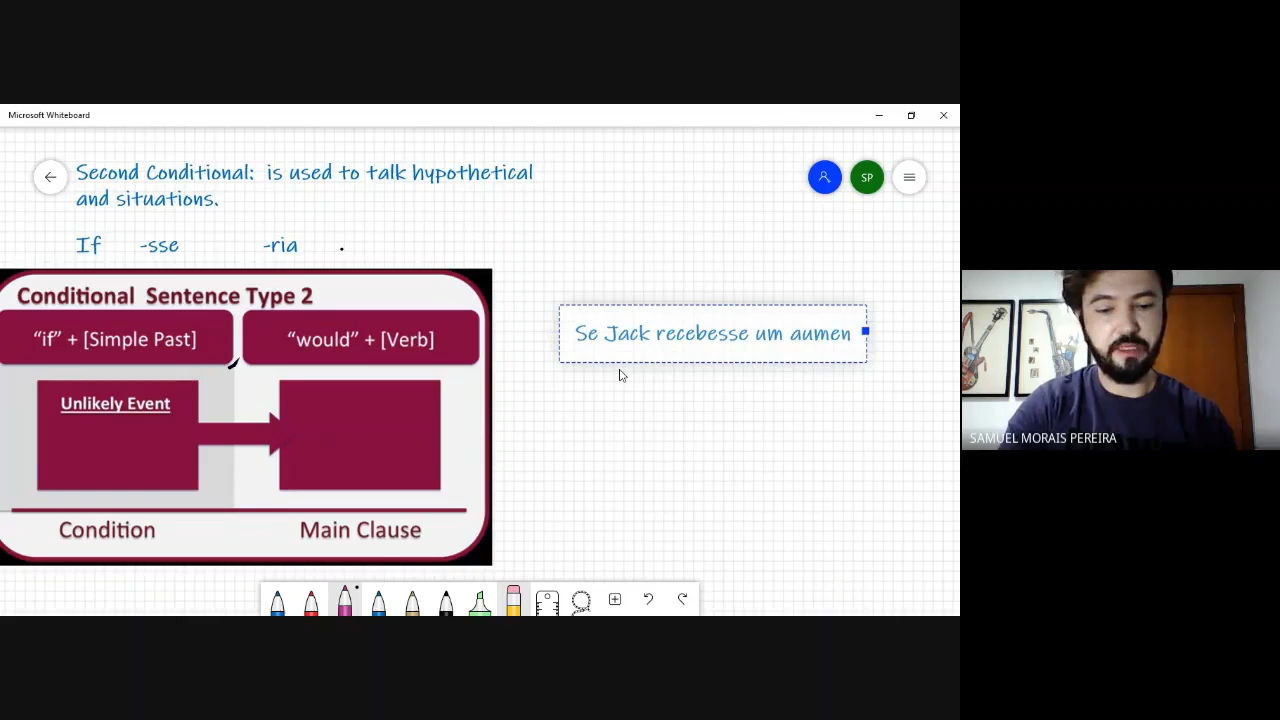 Microsoft Whiteboard
Second Conditional: is used to talk hypothetical
and situations.
SP
If -sse -ria .
Conditional Sentence Type 2
“if” + [Simple Past] “would” + [Verb]
Se Jack recebesse um aumen
Unlikely Event
SAMUEL MORAIS PEREIRA
Condition Main Clause